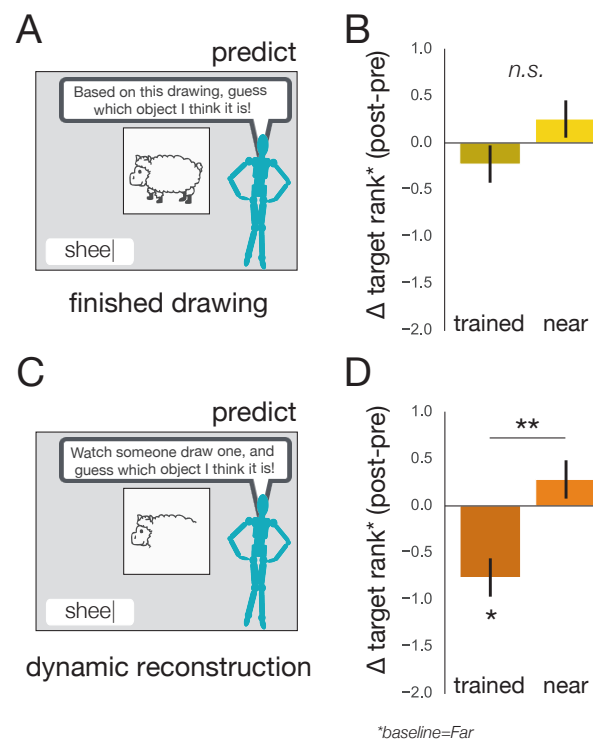 A
predict
Based on this drawing, guess
which object I think it is!
shee|
finished drawing
B
Δ target rank* (post-pre)
1.0
0.5
0.0
−0.5
−1.0
−1.5
−2.0
n.s.
trained
near
C
predict
Watch someone draw one, and
guess which object I think it is!
shee|
dynamic reconstruction
D
Δ target rank* (post-pre)
1.0
0.5
0.0
−0.5
−1.0
−1.5
−2.0
**
*
trained
near
*baseline=Far